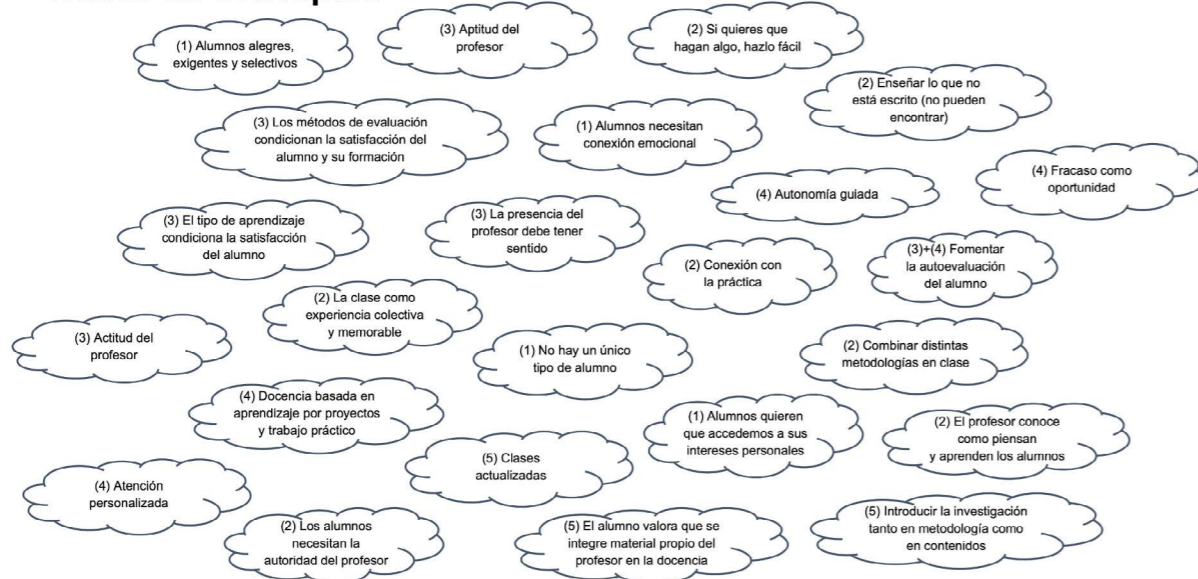 (1) Alumnos alegres,
exigentes y selectivos
(3) Aptitud del
profesor
(2) Si quieres que
hagan algo, hazlo fácil
(2) Enseñar lo que no
está escrito (no pueden
encontrar)
(3) Los métodos de evaluación
condicionan la satisfacción del
alumno y su formación
(1) Alumnos necesitan
conexión emocional
(4) Fracaso como
oportunidad
(4) Autonomía guiada
(3) El tipo de aprendizaje
condiciona la satisfacción
del alumno
(3) La presencia del
profesor debe tener
sentido
(2) Conexión con
la práctica
(3)+(4) Fomentar
la autoevaluación
del alumno
(2) La clase como
experiencia colectiva
y memorable
(3) Actitud del
profesor
(1) No hay un único
tipo de alumno
(2) Combinar distintas
metodologías en clase
(4) Docencia basada en
aprendizaje por proyectos
y trabajo práctico
(1) Alumnos quieren
que accedemos a sus
intereses personales
(2) El profesor conoce
como piensan
y aprenden los alumnos
(5) Clases
actualizadas
(4) Atención
personalizada
(2) Los alumnos
necesitan la
autoridad del profesor
(5) El alumno valora que se
integre material propio del
profesor en la docencia
(5) Introducir la investigación
tanto en metodología como
en contenidos